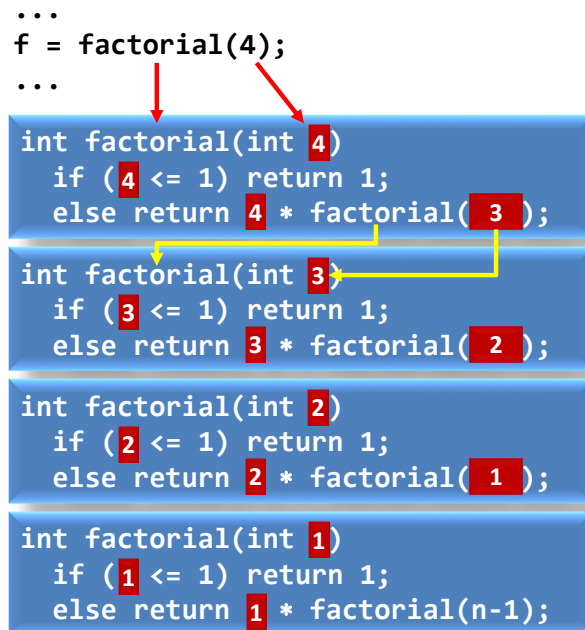 ...
f = factorial(4);
...
int factorial(int 4)
if (4 <= 1) return 1;
else return 4 * factorial( 3 );
int factorial(int 3)
if (3 <= 1) return 1;
else return 3 * factorial( 2 );
int factorial(int 2)
if (2 <= 1) return 1;
else return 2 * factorial( 1 );
int factorial(int 1)
if (1 <= 1) return 1;
else return 1 * factorial(n-1);